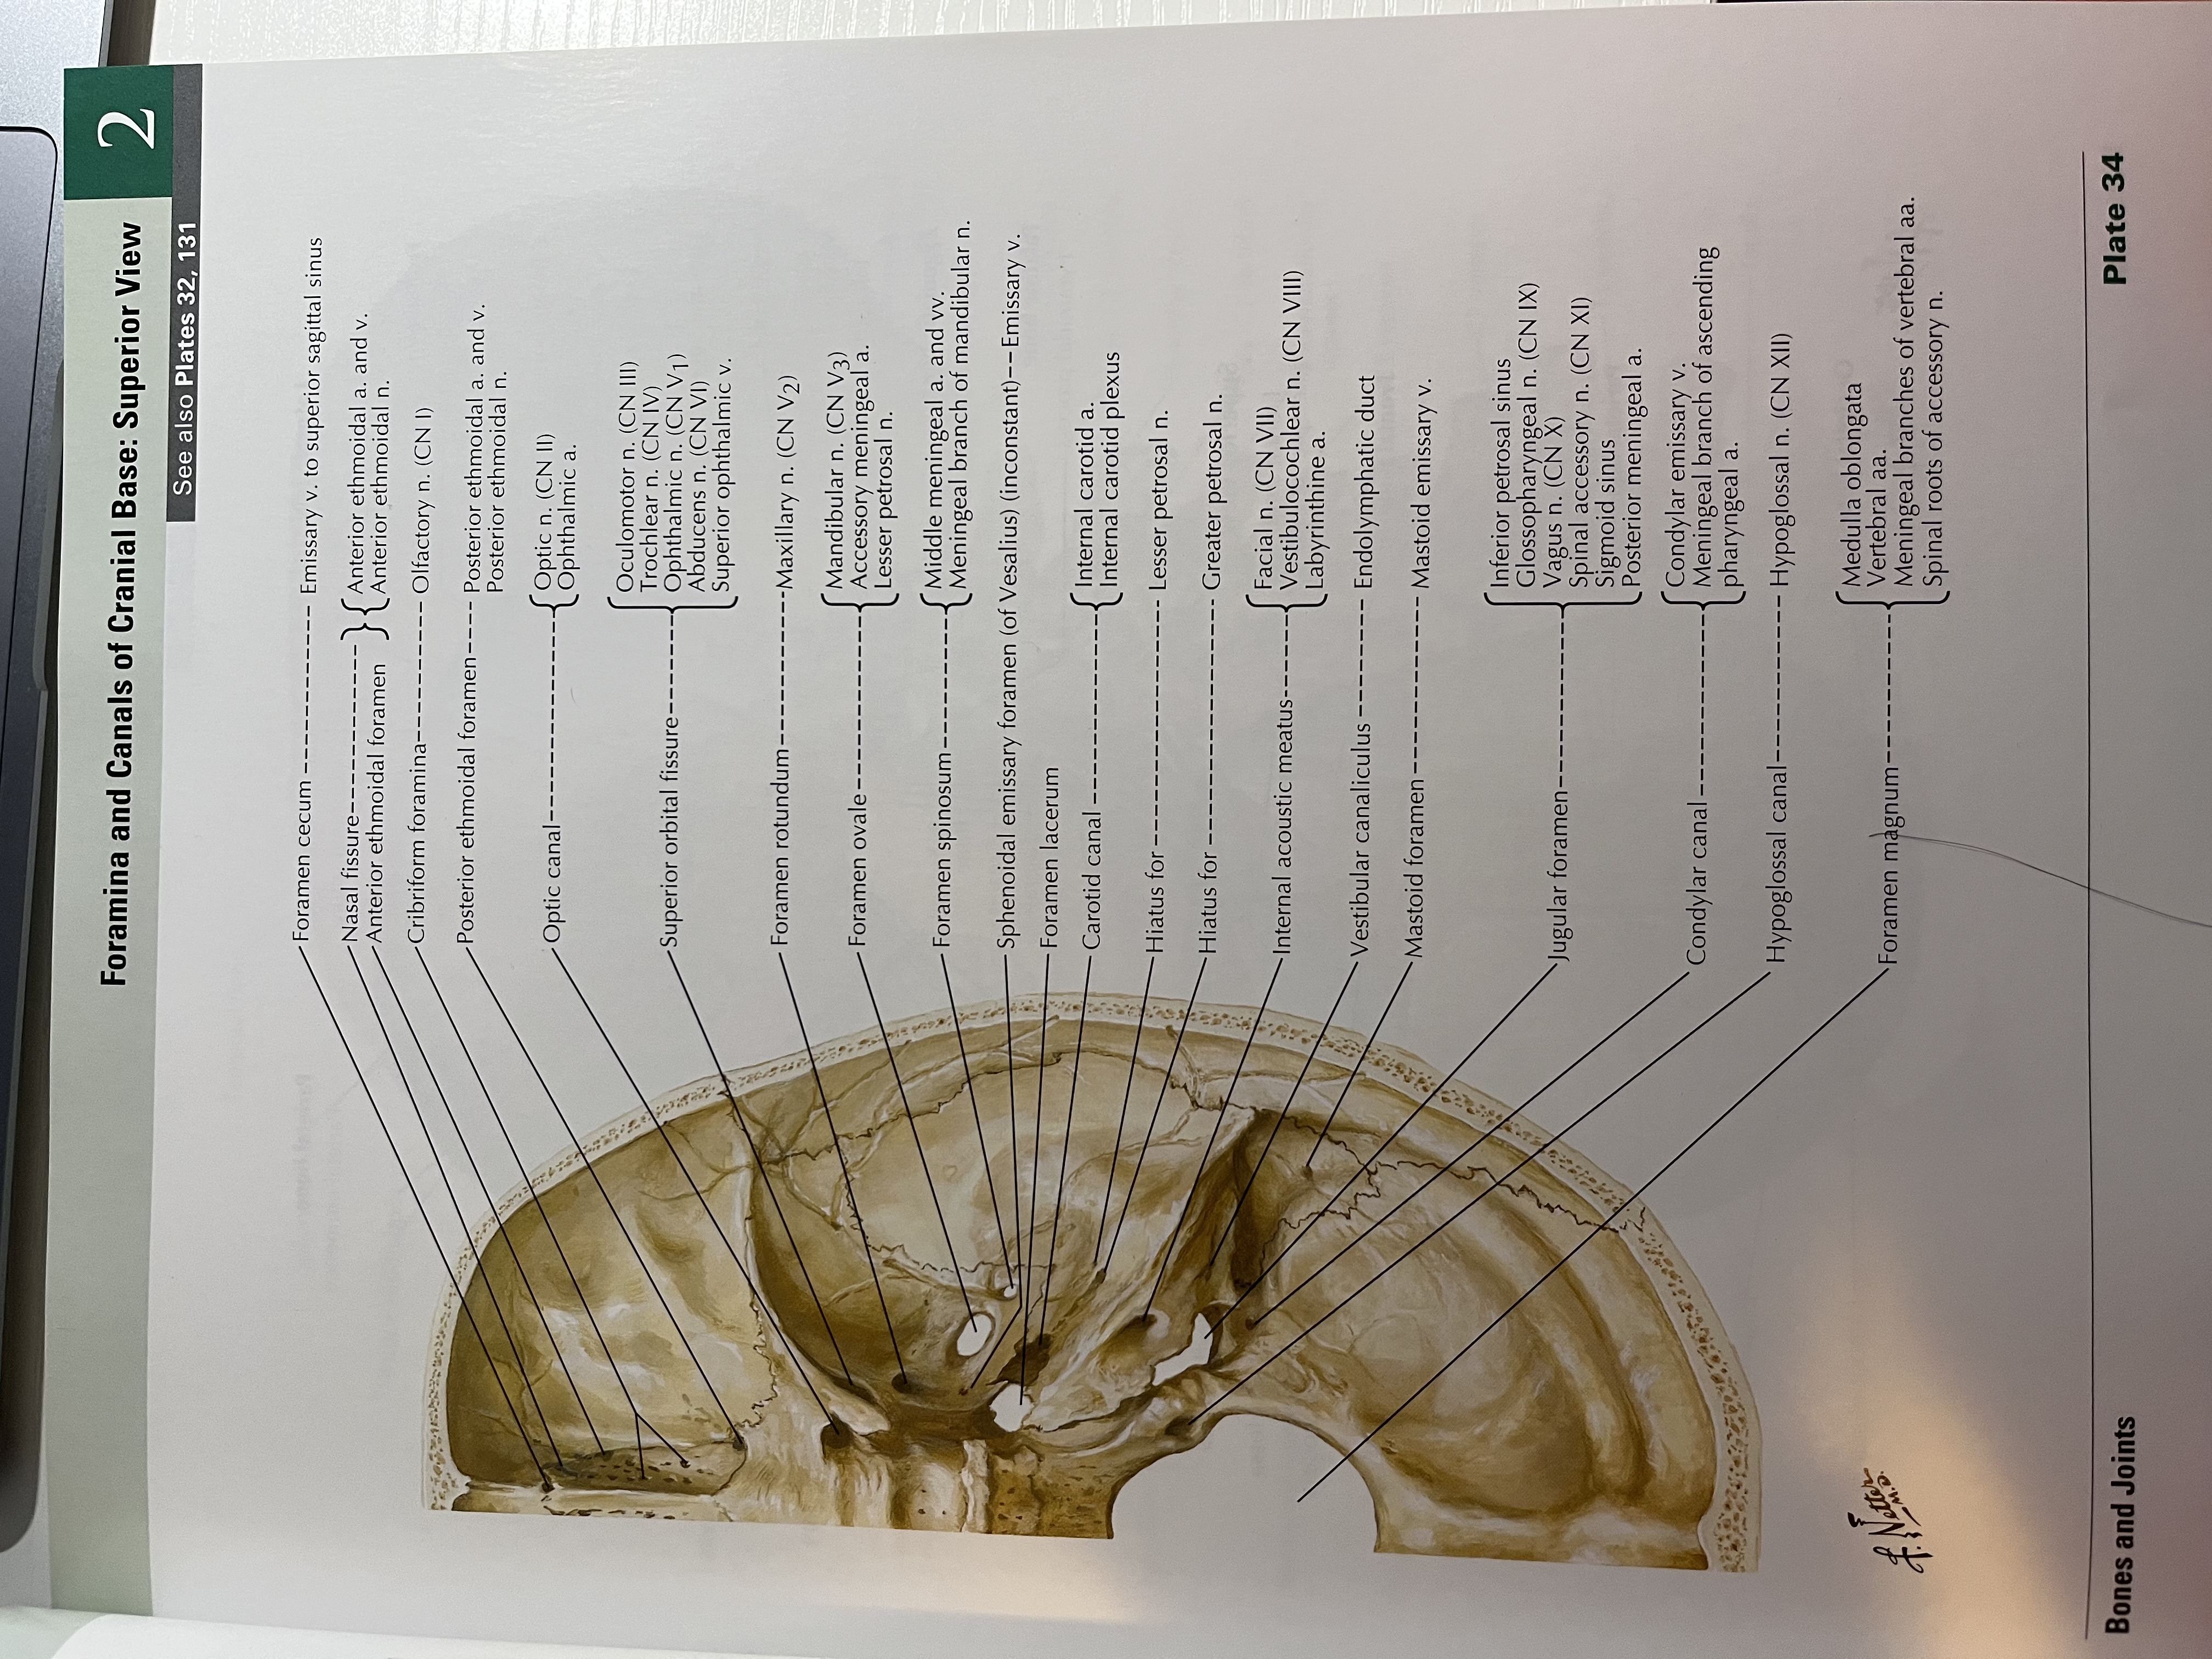 Foramina and Canals of Cranial Base: Superior View 2
See also Plates 32, 131
Foramen cecum Emissary v. to superior sagittal sinus
Nasal fissure Anterior ethmoidal a. and v.
Anterior ethmoidal foramen Anterior ethmoidal n.
Cribriform foramina Olfactory n. (CN I)
Posterior ethmoidal foramen Posterior ethmoidal a. and v.
Posterior ethmoidal n.
Optic canal Optic n. (CN II)
Ophthalmic a.
Superior orbital fissure Oculomotor n. (CN III)
Trochlear n. (CN IV)
Ophthalmic n. (CN V1)
Abducens n. (CN VI)
Superior ophthalmic v.
Foramen rotundum Maxillary n. (CN V2)
Foramen ovale Mandibular n. (CN V3)
Accessory meningeal a.
Lesser petrosal n.
Foramen spinosum Middle meningeal a. and vv.
Meningeal branch of mandibular n.
Sphenoidal emissary foramen (of Vesalius) (inconstant) Emissary v.
Foramen lacerum
Carotid canal Internal carotid a.
Internal carotid plexus
Hiatus for Lesser petrosal n.
Hiatus for Greater petrosal n.
Internal acoustic meatus Facial n. (CN VII)
Vestibulocochlear n. (CN VIII)
Labyrinthine a.
Vestibular canaliculus Endolymphatic duct
Mastoid foramen Mastoid emissary v.
Jugular foramen Inferior petrosal sinus
Glossopharyngeal n. (CN IX)
Vagus n. (CN X)
Spinal accessory n. (CN XI)
Sigmoid sinus
Posterior meningeal a.
Condylar canal Condylar emissary v.
Meningeal branch of ascending
pharyngeal a.
Hypoglossal canal Hypoglossal n. (CN XII)
Foramen magnum Medulla oblongata
Vertebral aa.
Meningeal branches of vertebral aa.
Spinal roots of accessory n.
F. Netter
M.D.
Bones and Joints Plate 34